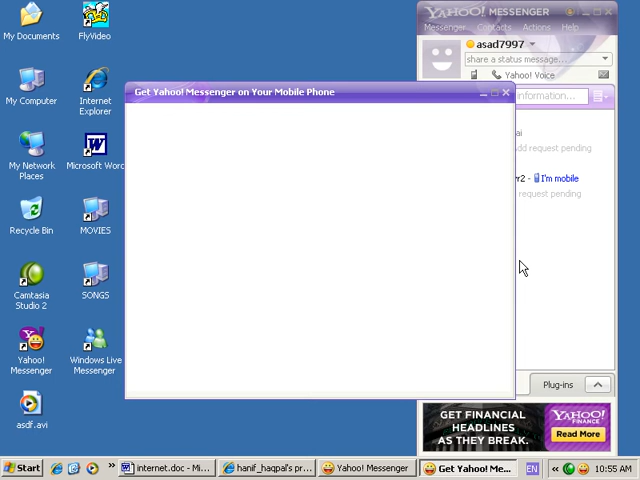 My Documents
FlyVideo
My Computer
Internet Explorer
My Network Places
Microsoft Word
Recycle Bin
MOVIES
Camtasia Studio 2
SONGS
Yahoo! Messenger
Windows Live Messenger
asdf.avi
YAHOO! MESSENGER
Messenger Contacts Actions Help
asad7997
share a status message...
Yahoo! Voice
Get Yahoo! Messenger on Your Mobile Phone
information...
add request pending
r2 - I'm mobile
request pending
Plug-ins
GET FINANCIAL
HEADLINES
AS THEY BREAK.
YAHOO!
FINANCE
Read More
Start
internet.doc - Mi...
hanif_haqpal's pr...
Yahoo! Messenger
Get Yahoo! Me...
EN
10:55 AM